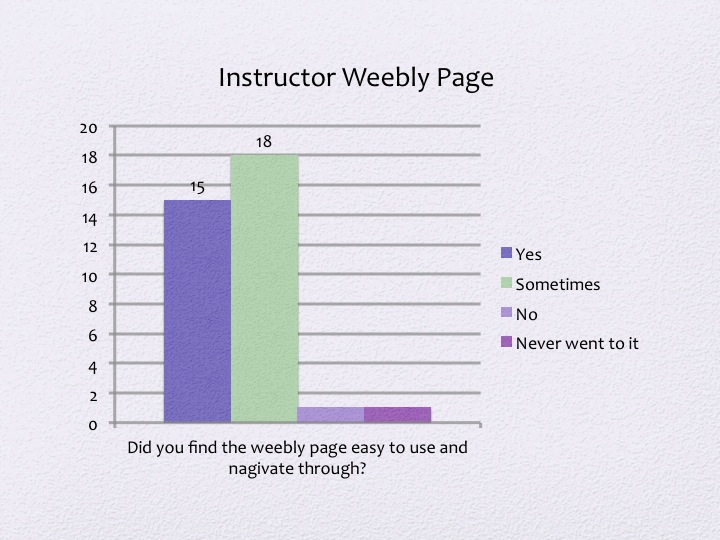 Instructor Weebly Page
20
18
16
14
12
10
8
6
4
2
0
15
18
Yes
Sometimes
No
Never went to it
Did you find the weebly page easy to use and
nagivate through?